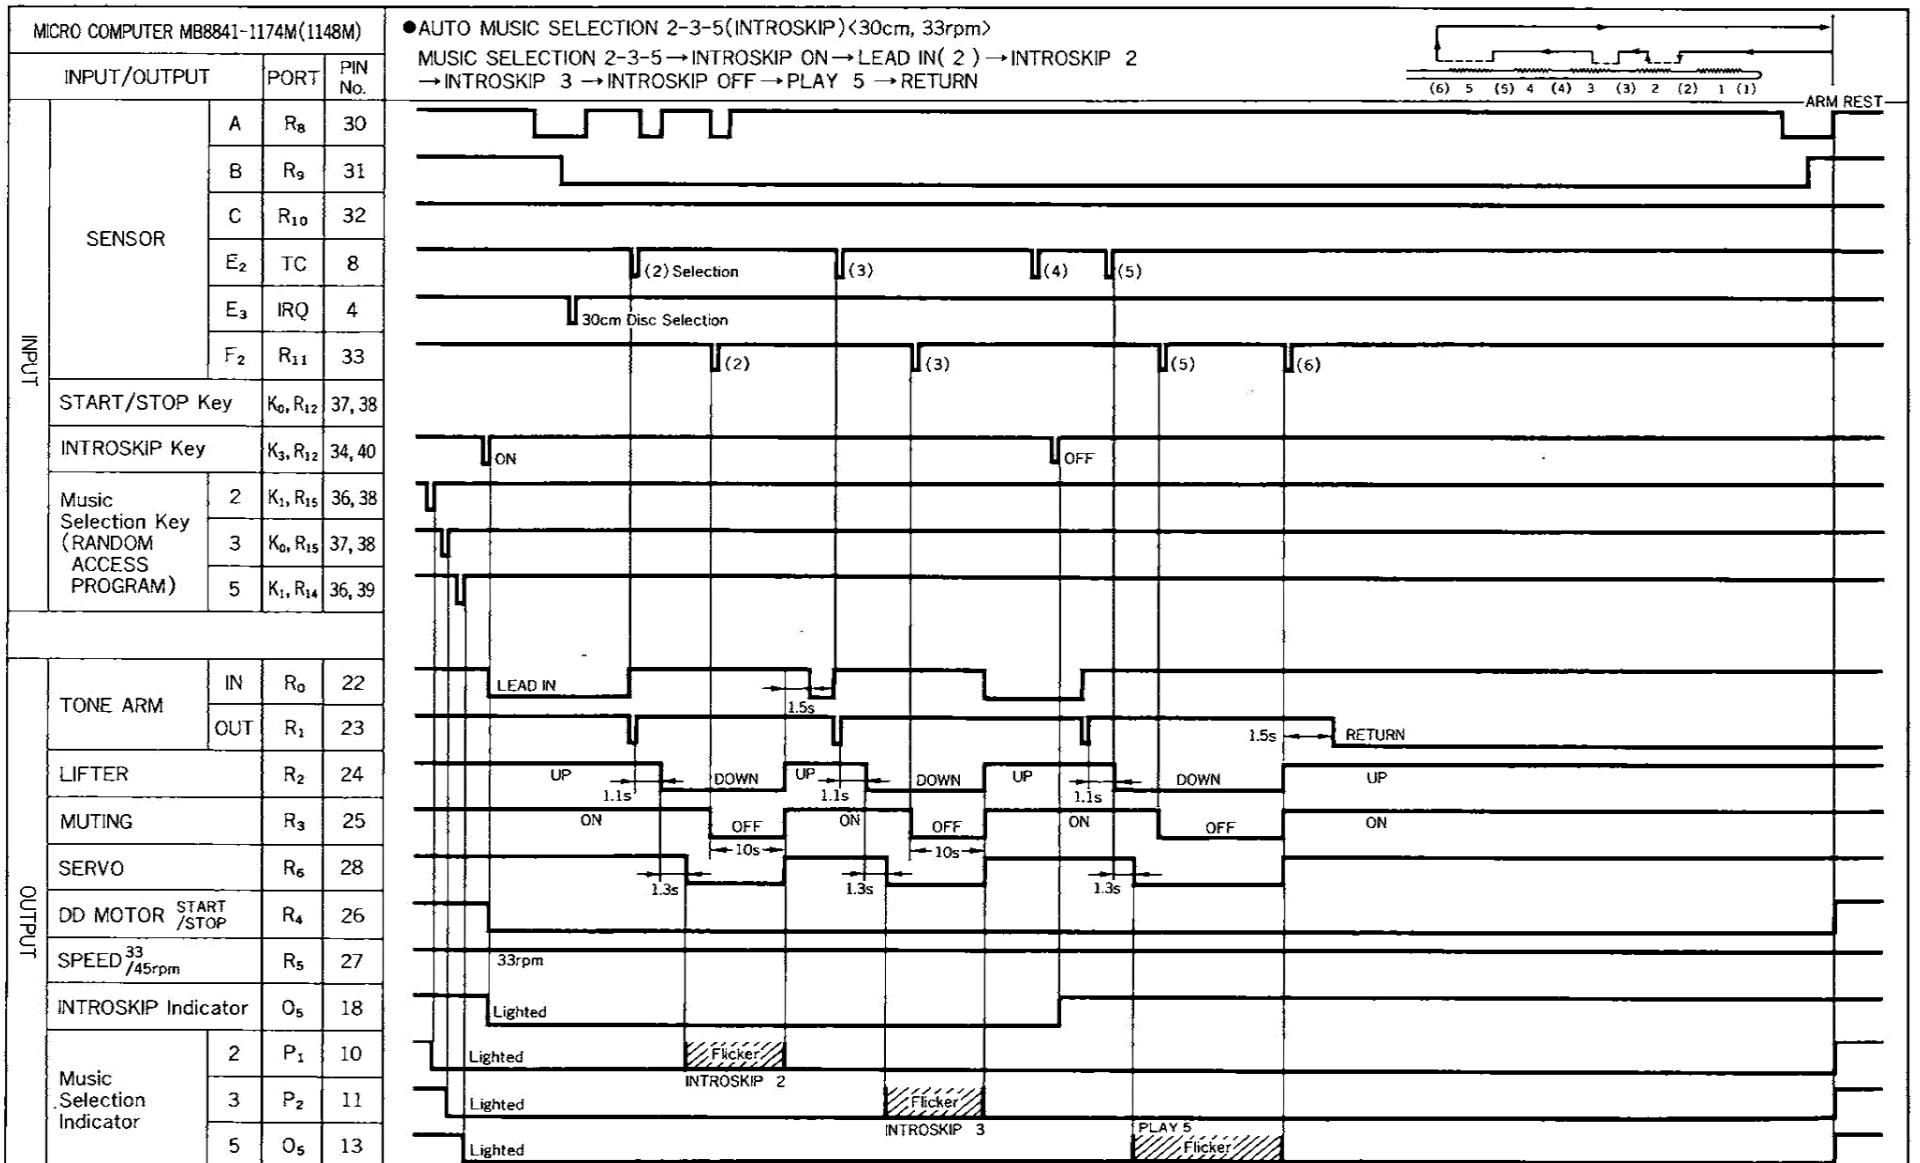 MICRO COMPUTER MB8841-1174M(1148M)
●AUTO MUSIC SELECTION 2-3-5(INTROSKIP)<30cm, 33rpm>
MUSIC SELECTION 2-3-5→INTROSKIP ON→LEAD IN( 2 )→INTROSKIP 2
→INTROSKIP 3→INTROSKIP OFF→PLAY 5→RETURN
(6) 5 (5) 4 (4) 3 (3) 2 (2) 1 (1)
ARM REST
INPUT/OUTPUT PORT PIN No.
INPUT
SENSOR
A R8 30
B R9 31
C R10 32
E2 TC 8
(2) Selection (3) (4) (5)
E3 IRQ 4
30cm Disc Selection
F2 R11 33
(2) (3) (5) (6)
START/STOP Key K0, R12 37, 38
INTROSKIP Key K3, R12 34, 40
ON OFF
Music Selection Key (RANDOM ACCESS PROGRAM)
2 K1, R15 36, 38
3 K0, R15 37, 38
5 K1, R14 36, 39
OUTPUT
TONE ARM
IN R0 22
LEAD IN 1.5s
OUT R1 23
1.5s RETURN
LIFTER R2 24
UP 1.1s DOWN UP 1.1s DOWN UP 1.1s DOWN UP
MUTING R3 25
ON OFF ON OFF ON OFF ON
10s 10s
SERVO R6 28
1.3s 1.3s 1.3s
DD MOTOR START /STOP R4 26
SPEED 33 /45rpm R5 27
33rpm
INTROSKIP Indicator O5 18
Lighted
Music Selection Indicator
2 P1 10
Lighted Flicker
INTROSKIP 2
3 P2 11
Lighted Flicker
INTROSKIP 3
PLAY 5
5 O5 13
Lighted Flicker